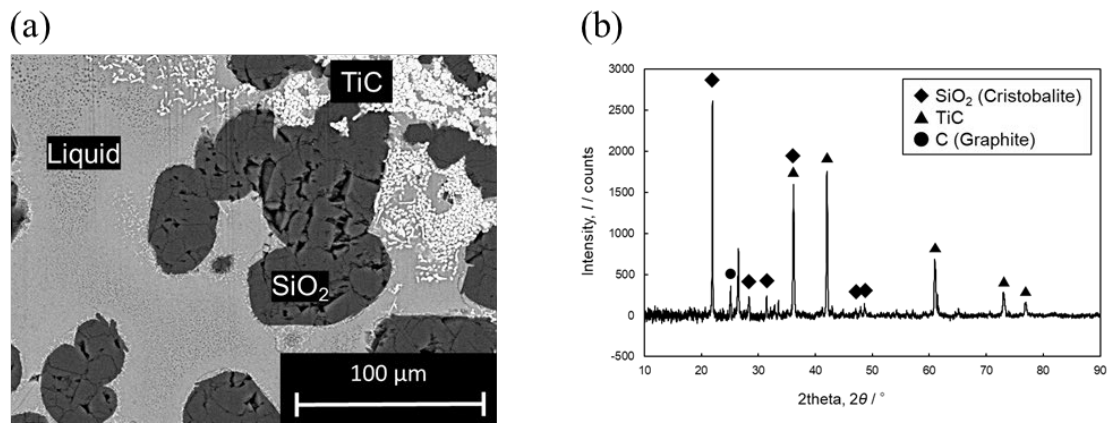 (a)
TiC
Liquid
SiO₂
100 μm
(b)
3000
2500
2000
1500
1000
500
0
-500
Intensity, I / counts
◆ SiO₂ (Cristobalite)
▲ TiC
● C (Graphite)
10 20 30 40 50 60 70 80 90
2theta, 2θ / °